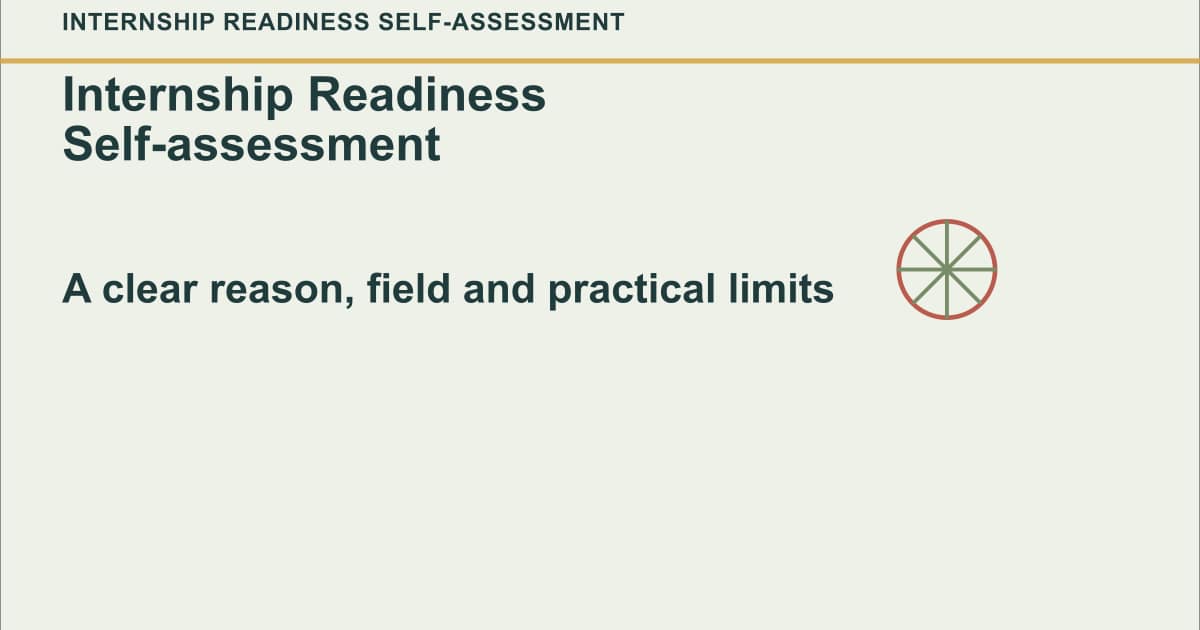 INTERNSHIP READINESS SELF-ASSESSMENT
Internship Readiness
Self-assessment
A clear reason, field and practical limits